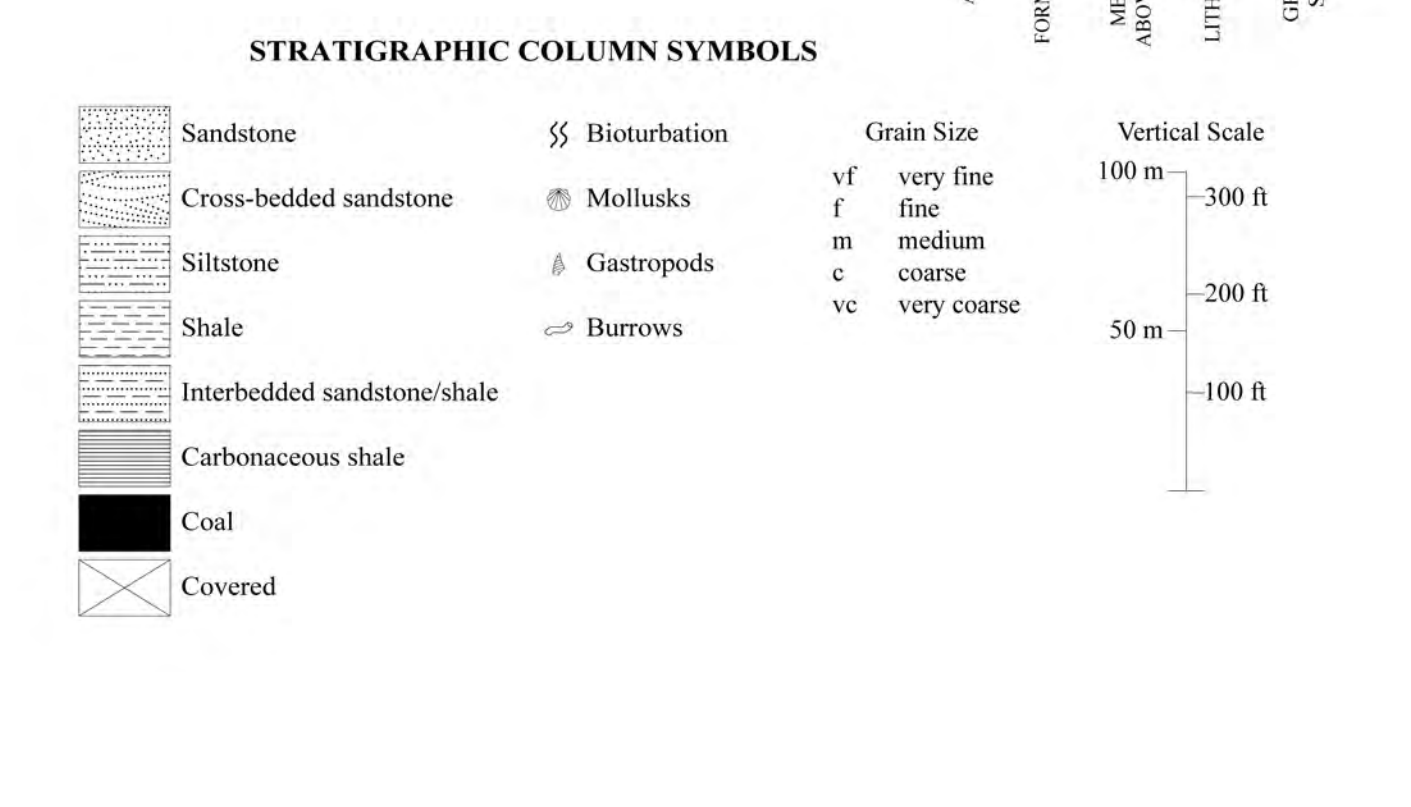 STRATIGRAPHIC COLUMN SYMBOLS
Sandstone
Cross-bedded sandstone
Siltstone
Shale
Interbedded sandstone/shale
Carbonaceous shale
Coal
Covered
Bioturbation
Mollusks
Gastropods
Burrows
Grain Size
vf very fine
f fine
m medium
c coarse
vc very coarse
Vertical Scale
100 m
300 ft
200 ft
50 m
100 ft